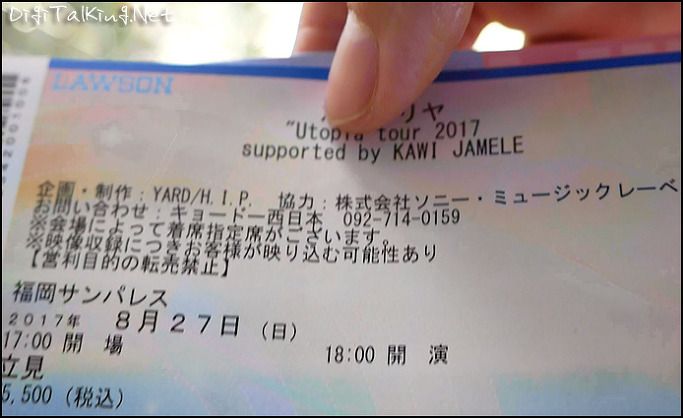 DigiTalKing.Net
LAWSON
リヤ
"Utopia tour 2017
supported by KAWI JAMELE
企画・制作：YARD/H.I.P. 協力：株式会社ソニー・ミュージックレーベ
お問い合わせ：キョードー西日本 092-714-0159
※会場によって着席指定席がございます。
※映像収録につきお客様が映り込む可能性あり
【営利目的の転売禁止】
福岡サンパレス
2017年 8月27日（日）
17:00 開 場 18:00 開 演
立見
5,500（税込）